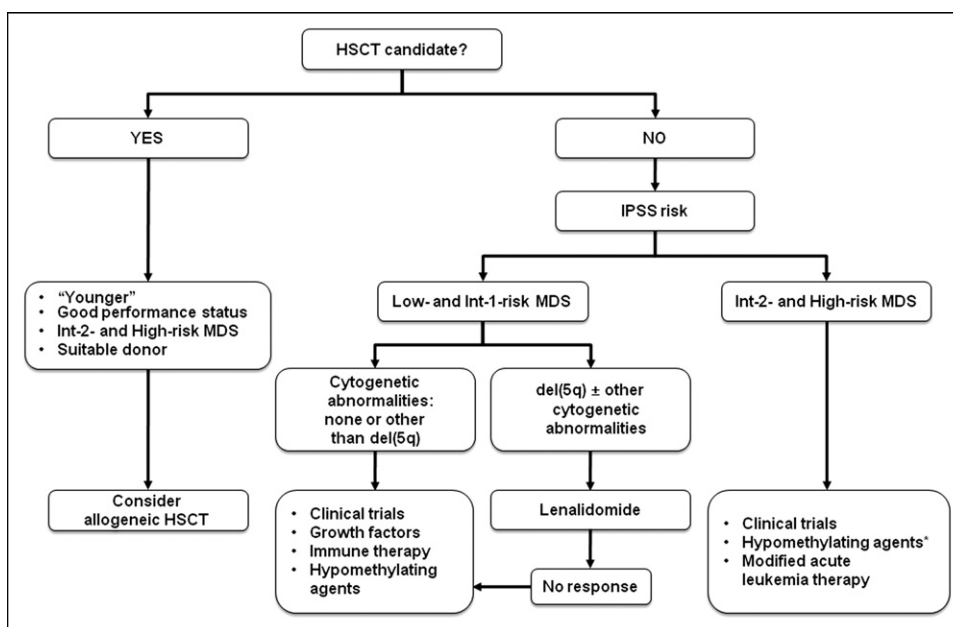 HSCT candidate?
YES
NO
IPSS risk
• "Younger"
• Good performance status
• Int-2- and High-risk MDS
• Suitable donor
Low- and Int-1-risk MDS
Int-2- and High-risk MDS
Cytogenetic
abnormalities:
none or other
than del(5q)
del(5q) ± other
cytogenetic
abnormalities
Consider
allogeneic HSCT
• Clinical trials
• Growth factors
• Immune therapy
• Hypomethylating
agents
Lenalidomide
No response
• Clinical trials
• Hypomethylating agents*
• Modified acute
leukemia therapy